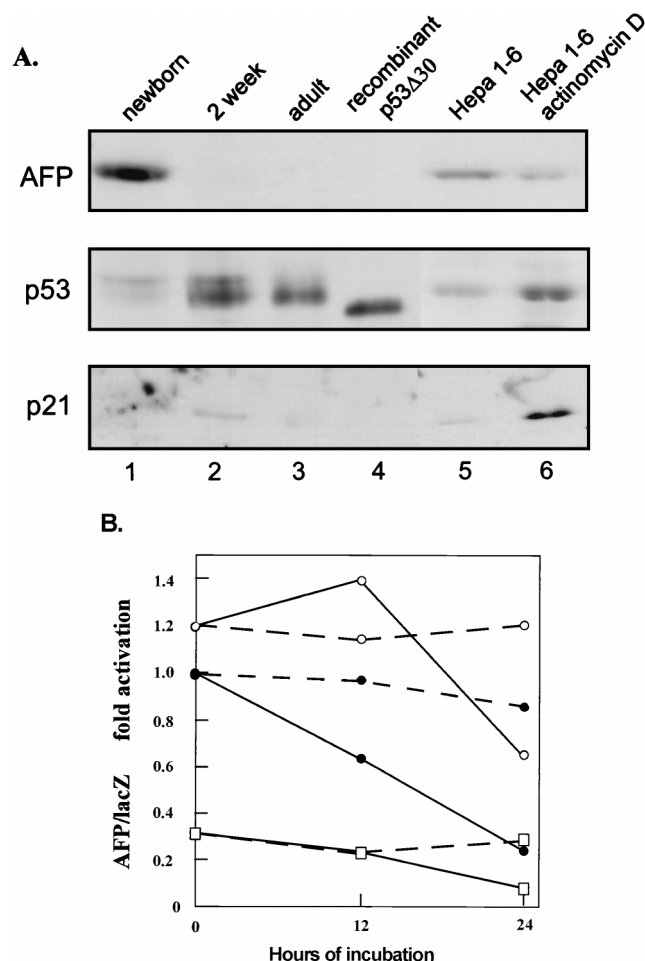 A.
newborn
2 week
adult
recombinant
p53Δ30
Hepa 1-6
Hepa 1-6
actinomycin D
AFP
p53
p21
1 2 3 4 5 6
B.
AFP/lacZ fold activation
1.4
1.2
1.0
0.8
0.6
0.4
0.2
0
0 12 24
Hours of incubation